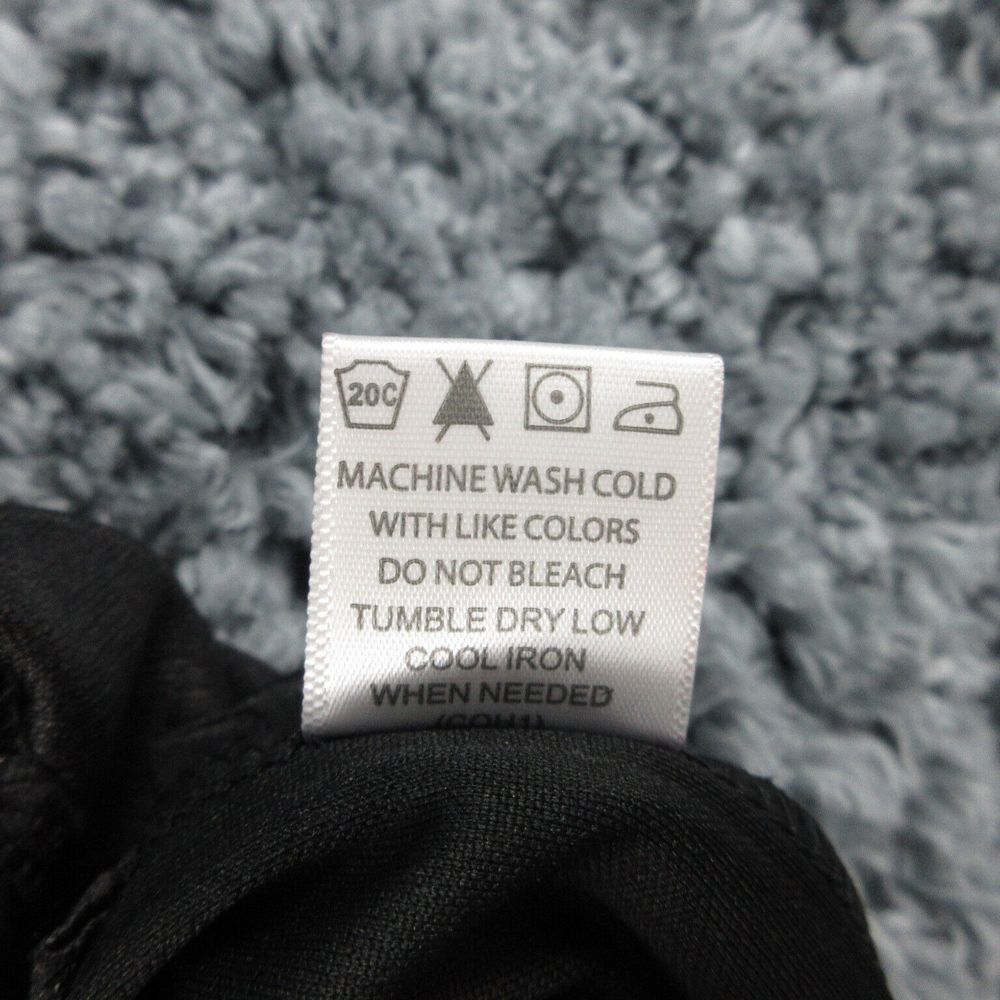 20C
MACHINE WASH COLD
WITH LIKE COLORS
DO NOT BLEACH
TUMBLE DRY LOW
COOL IRON
WHEN NEEDED